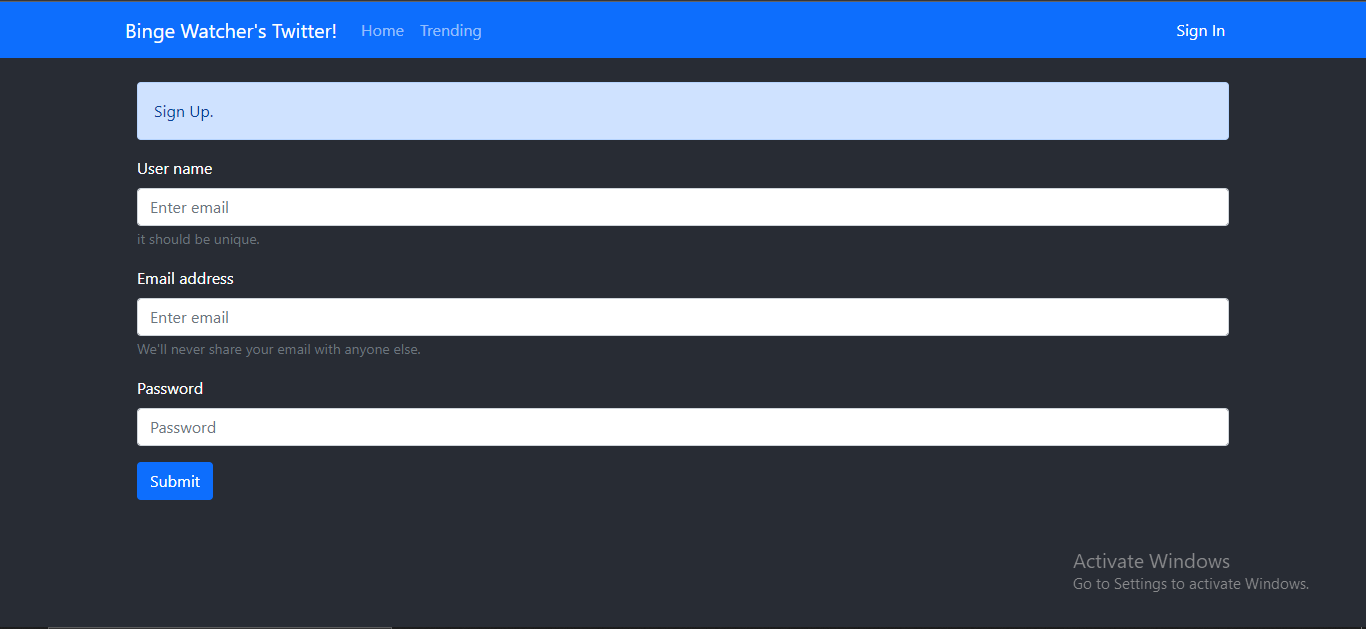 Binge Watcher's Twitter! Home Trending Sign In
Sign Up.
User name
Enter email
it should be unique.
Email address
Enter email
We'll never share your email with anyone else.
Password
Password
Submit
Activate Windows
Go to Settings to activate Windows.